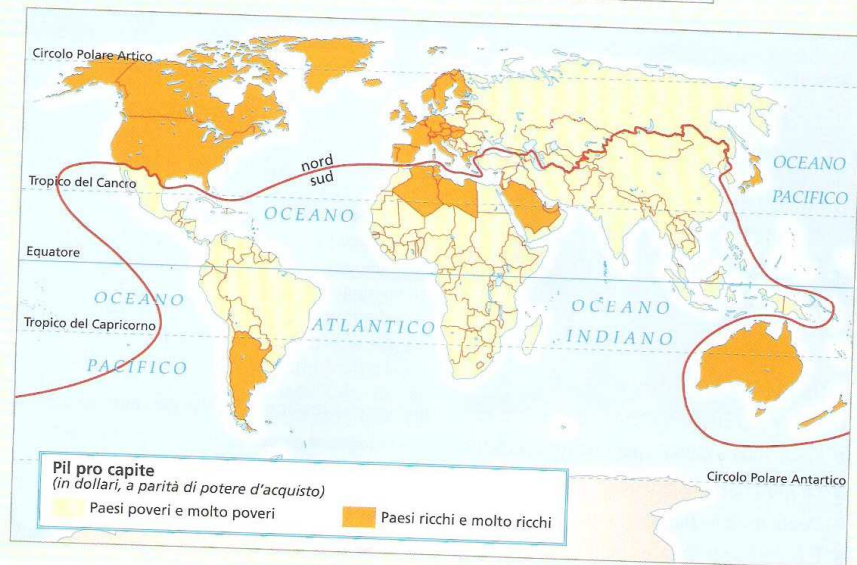 Circolo Polare Artico
nord
sud
OCEANO
PACIFICO
Tropico del Cancro
OCEANO
Equatore
OCEANO
OCEANO
Tropico del Capricorno
ATLANTICO
INDIANO
PACIFICO
Pil pro capite
(in dollari, a parità di potere d'acquisto)
Paesi poveri e molto poveri
Paesi ricchi e molto ricchi
Circolo Polare Antartico